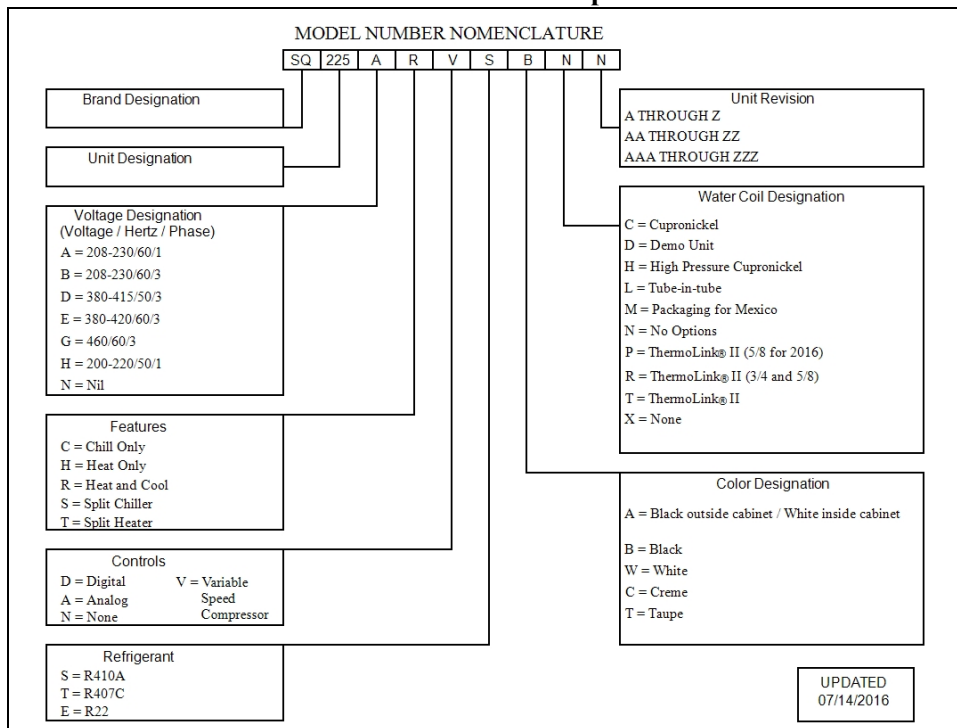 MODEL NUMBER NOMENCLATURE
SQ 225 A R V S B N N
Brand Designation
Unit Designation
Voltage Designation
(Voltage / Hertz / Phase)
A = 208-230/60/1
B = 208-230/60/3
D = 380-415/50/3
E = 380-420/60/3
G = 460/60/3
H = 200-220/50/1
N = Nil
Features
C = Chill Only
H = Heat Only
R = Heat and Cool
S = Split Chiller
T = Split Heater
Controls
D = Digital
A = Analog
N = None
V = Variable
Speed
Compressor
Refrigerant
S = R410A
T = R407C
E = R22
Unit Revision
A THROUGH Z
AA THROUGH ZZ
AAA THROUGH ZZZ
Water Coil Designation
C = Cupronickel
D = Demo Unit
H = High Pressure Cupronickel
L = Tube-in-tube
M = Packaging for Mexico
N = No Options
P = ThermoLink® II (5/8 for 2016)
R = ThermoLink® II (3/4 and 5/8)
T = ThermoLink® II
X = None
Color Designation
A = Black outside cabinet / White inside cabinet
B = Black
W = White
C = Creme
T = Taupe
UPDATED
07/14/2016